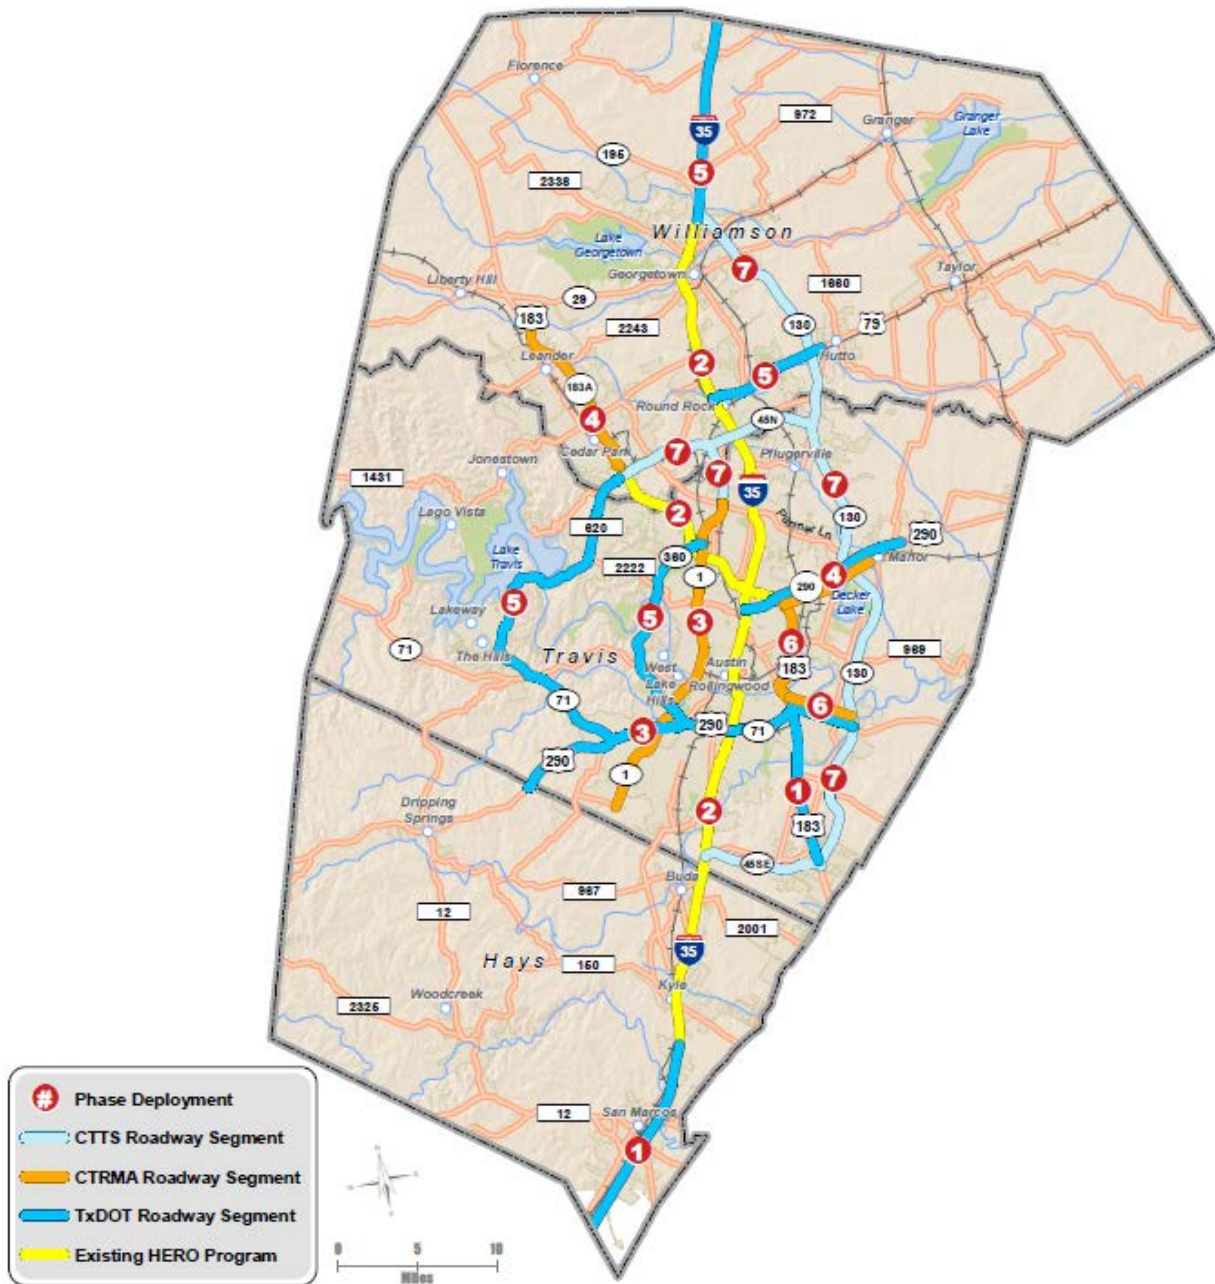 Florence
972
Granger
Granger
Lake
35
195
5
2338
Williamson
Lake
Georgetown
Georgetown
7
Taylor
Liberty Hill
29
1660
183
2243
130
79
Leander
2
5
Hutto
183A
Round Rock
4
45N
Cedar Park
7
Pflugerville
Jonestown
7
7
1431
35
Lago Vista
2
620
130
290
Lake
Travis
360
2222
Manor
1
290
4
Decker
Lake
5
Lakeway
5
3
6
The Hills
71
Travis
West
Lake
Hills
Austin
Rollingwood
183
969
130
71
6
3
290
71
290
1
1
7
2
183
Dripping
Springs
45SE
Buda
967
12
2001
35
Hays
150
Kyle
Woodcreek
2325
12
San Marcos
1
# Phase Deployment
CTTS Roadway Segment
CTRMA Roadway Segment
TxDOT Roadway Segment
Existing HERO Program
0 5 10
Miles